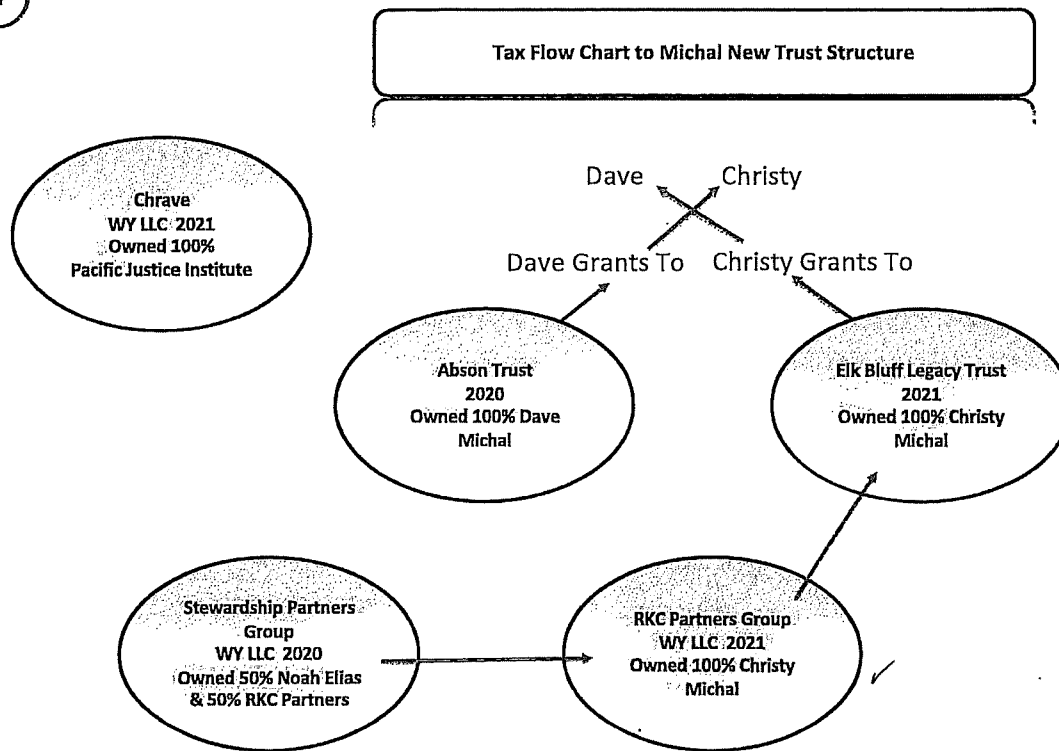 Tax Flow Chart to Michal New Trust Structure
Dave
Christy
Chrave
WY LLC 2021
Owned 100%
Pacific Justice Institute
Dave Grants To
Christy Grants To
Abson Trust
2020
Owned 100% Dave
Michal
Elk Bluff Legacy Trust
2021
Owned 100% Christy
Michal
Stewardship Partners
Group
WY LLC 2020
Owned 50% Noah Elias
& 50% RKC Partners
RKC Partners Group
WY LLC 2021
Owned 100% Christy
Michal